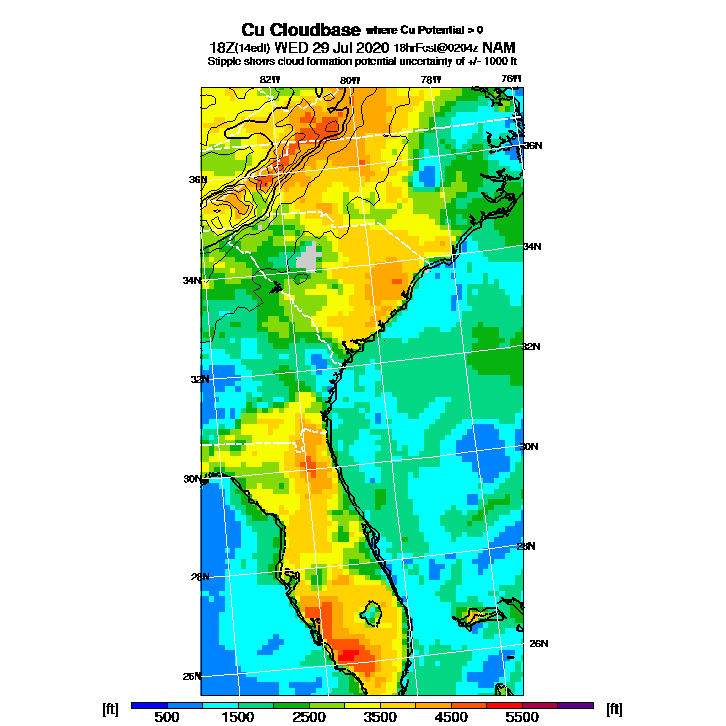 Cu Cloudbase where Cu Potential > 0
18Z(14edt) WED 29 Jul 2020 18hrFcst@0204z NAM
Stipple shows cloud formation potential uncertainty of +/- 1000 ft
82W 80W 78W 76W
36N
36N
34N
34N
32N
32N
30N
30N
28N
28N
26N
26N
[ft] 500 1500 2500 3500 4500 5500 [ft]